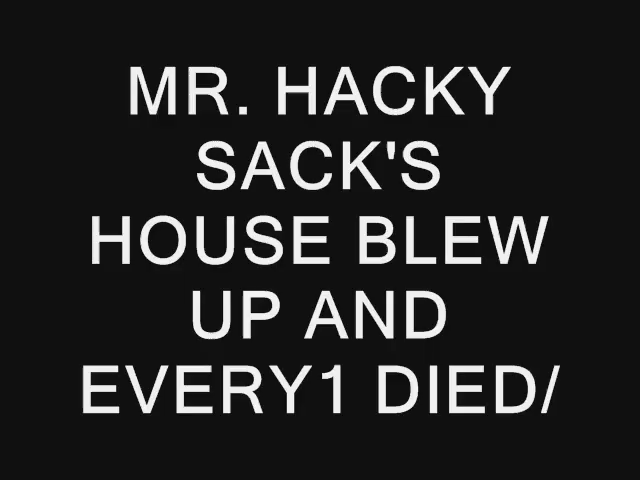 MR. HACKY
SACK'S
HOUSE BLEW
UP AND
EVERY1 DIED/